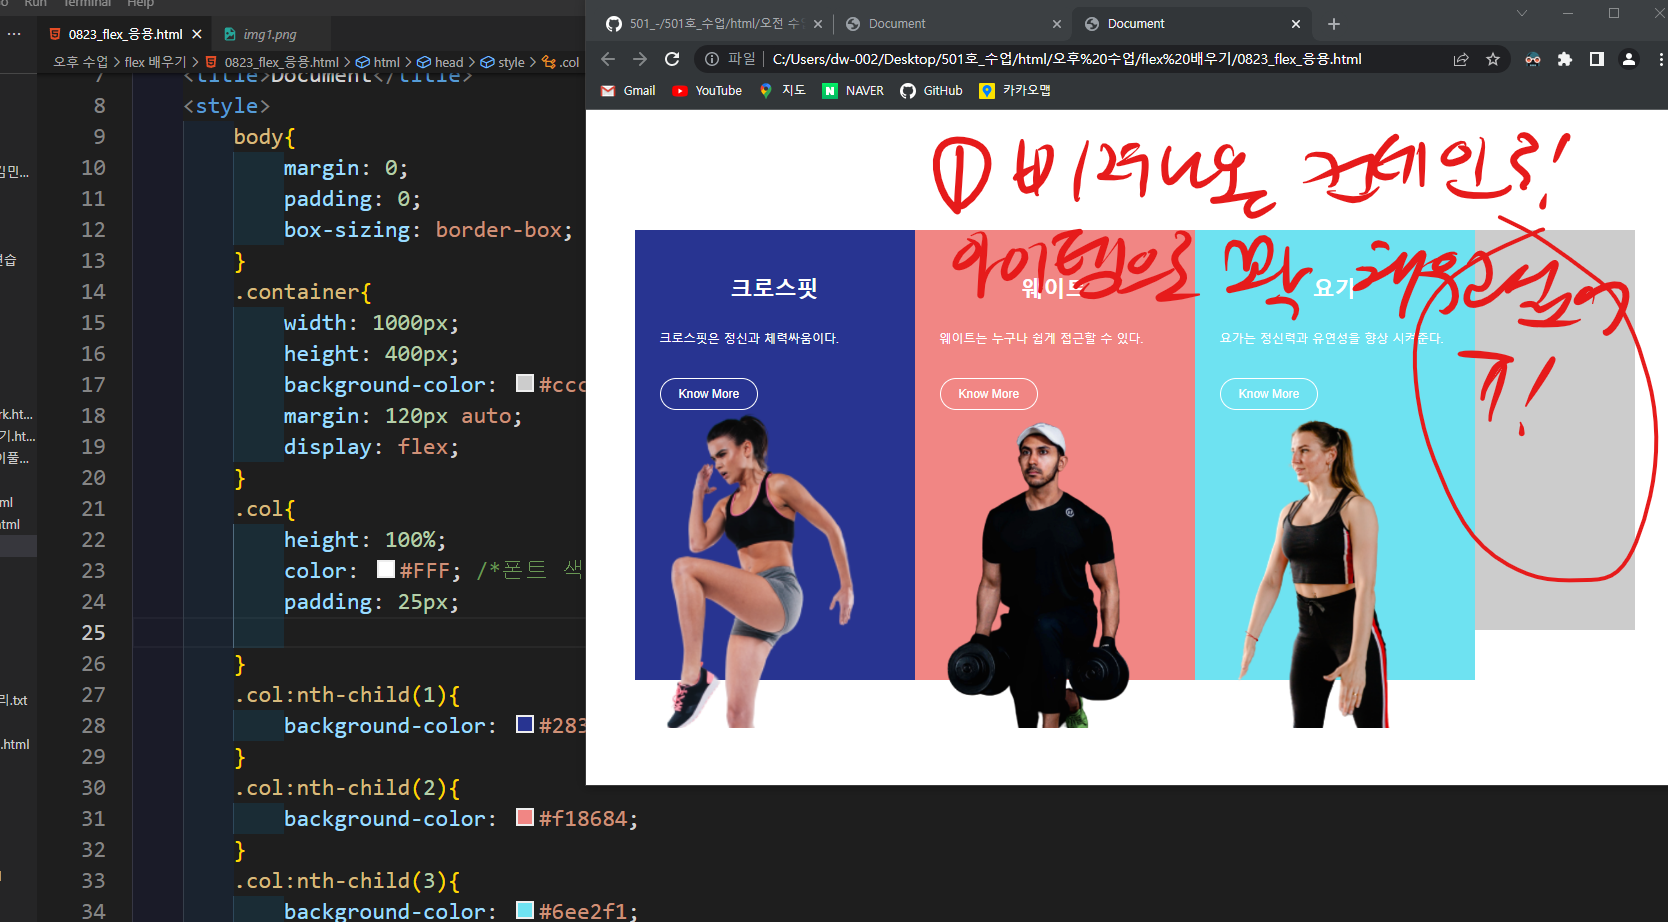 Run Terminal Help
501_-/501호_수업/html/오전 수
Document
Document
0823_flex_응용.html
img1.png
파일
C:/Users/dw-002/Desktop/501호_수업/html/오후%20수업/flex%20배우기/0823_flex_응용.html
오후 수업 > flex 배우기 > 0823_flex_응용.html > html > head > style > .col
Gmail
YouTube
지도
NAVER
GitHub
카카오맵
7 <title>Document</title>
8 <style>
9 body{
10 margin: 0;
11 padding: 0;
12 box-sizing: border-box;
13 }
14 .container{
15 width: 1000px;
16 height: 400px;
17 background-color: #ccc
18 margin: 120px auto;
19 display: flex;
20 }
21 .col{
22 height: 100%;
23 color: #FFF; /*폰트 색
24 padding: 25px;
25
26 }
27 .col:nth-child(1){
28 background-color: #283
29 }
30 .col:nth-child(2){
31 background-color: #f18684;
32 }
33 .col:nth-child(3){
34 background-color: #6ee2f1;
김민...
습
rk.ht...
기.ht...
이풀...
ml
html
리.txt
.html
①
아이템으로 꽉
크로스핏
크로스핏은 정신과 체력싸움이다.
Know More
웨이트
웨이트는 누구나 쉽게 접근할 수 있다.
Know More
요가
요가는 정신력과 유연성을 향상 시켜준다.
Know More